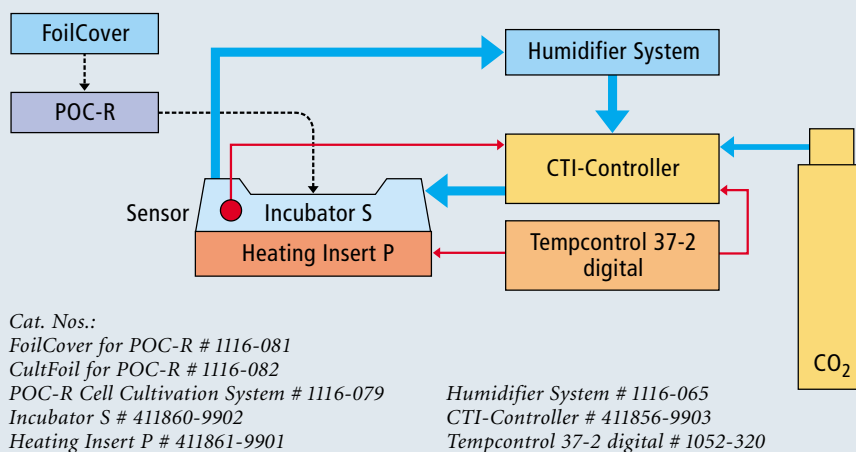 FoilCover
Humidifier System
POC-R
CTI-Controller
Sensor
Incubator S
Heating Insert P
Tempcontrol 37-2
digital
CO₂
Cat. Nos.:
FoilCover for POC-R # 1116-081
CultFoil for POC-R # 1116-082
POC-R Cell Cultivation System # 1116-079
Incubator S # 411860-9902
Heating Insert P # 411861-9901
Humidifier System # 1116-065
CTI-Controller # 411856-9903
Tempcontrol 37-2 digital # 1052-320